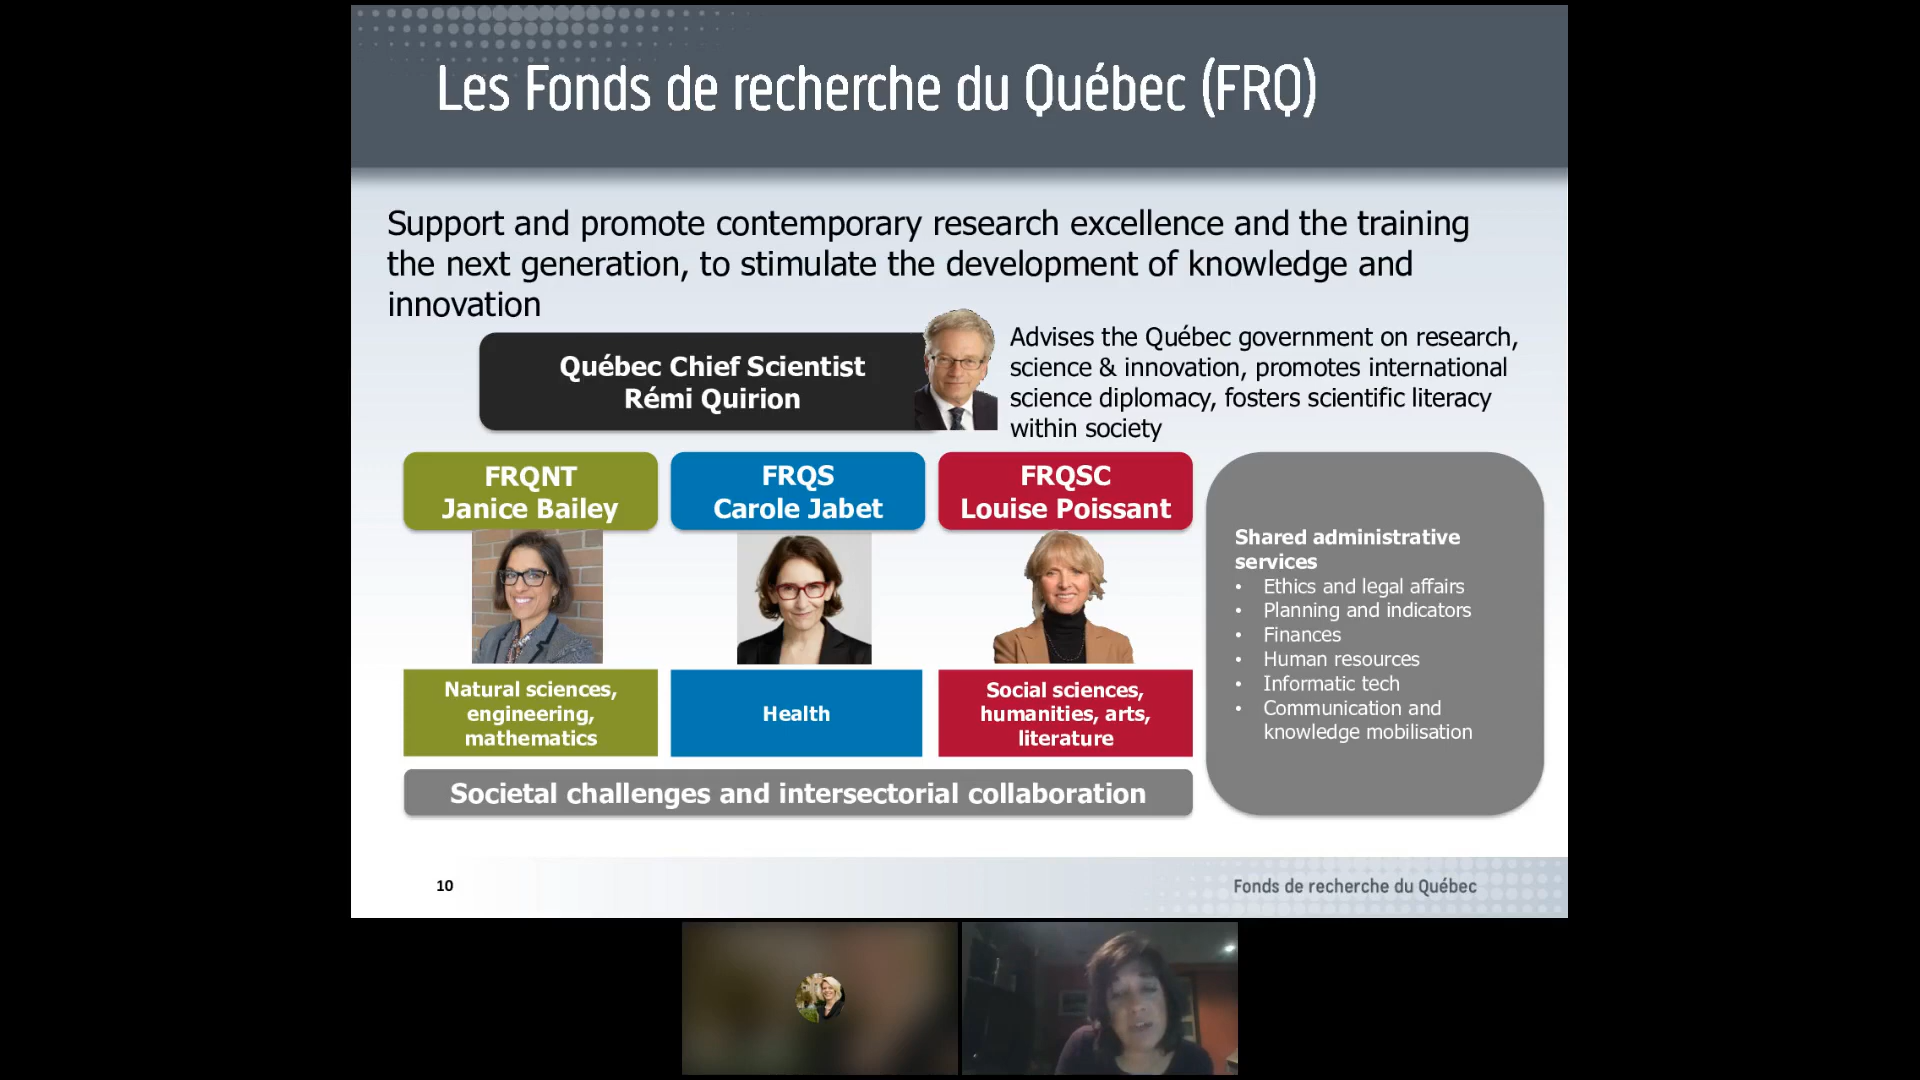 Les Fonds de recherche du Québec (FRQ)
Support and promote contemporary research excellence and the training
the next generation, to stimulate the development of knowledge and
innovation
Québec Chief Scientist
Rémi Quirion
Advises the Québec government on research,
science & innovation, promotes international
science diplomacy, fosters scientific literacy
within society
FRQNT
Janice Bailey
FRQS
Carole Jabet
FRQSC
Louise Poissant
Natural sciences,
engineering,
mathematics
Health
Social sciences,
humanities, arts,
literature
Societal challenges and intersectorial collaboration
Shared administrative
services
• Ethics and legal affairs
• Planning and indicators
• Finances
• Human resources
• Informatic tech
• Communication and
knowledge mobilisation
10
Fonds de recherche du Québec